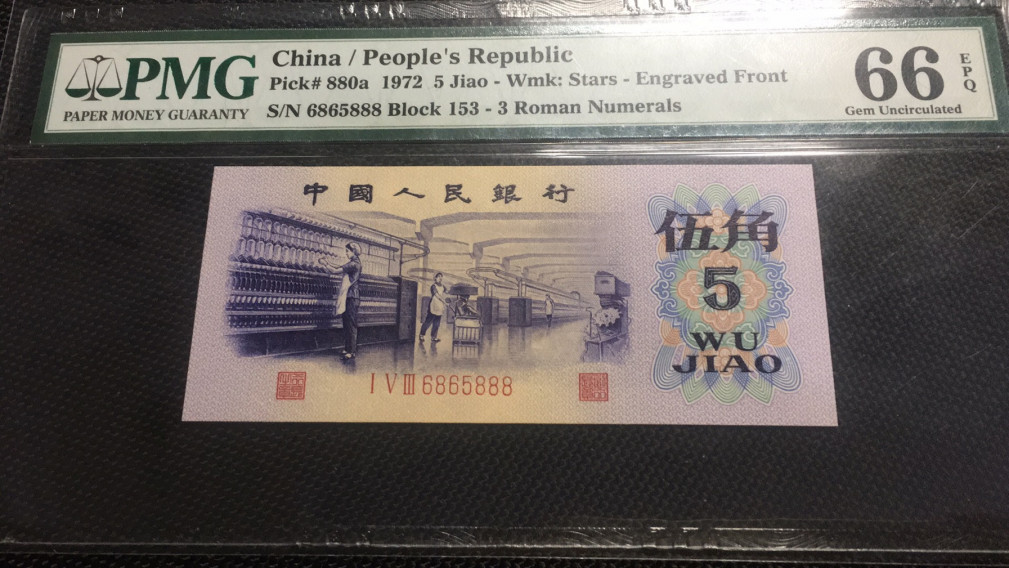 PMG
PAPER MONEY GUARANTY
China / People's Republic
Pick# 880a 1972 5 Jiao - Wmk: Stars - Engraved Front
S/N 6865888 Block 153 - 3 Roman Numerals
66
EPQ
Gem Uncirculated
中國人民銀行
伍角
5
WU
JIAO
I V III 6865888